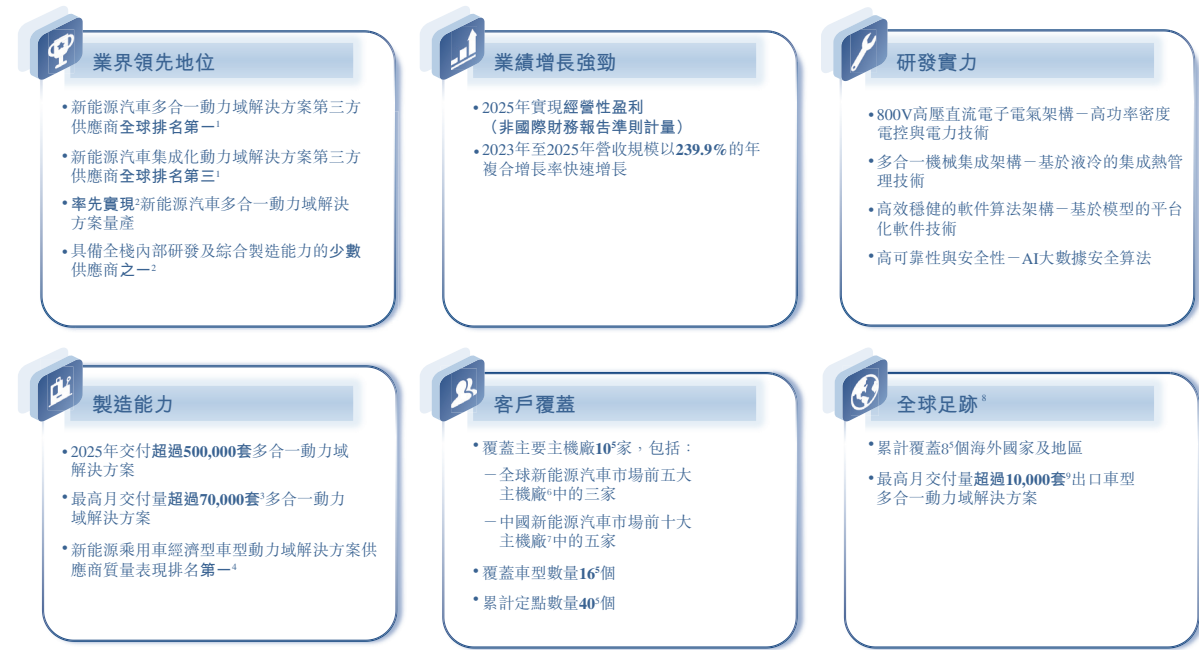 業界領先地位
•新能源汽車多合一動力域解決方案第三方
供應商全球排名第一¹
•新能源汽車集成化動力域解決方案第三方
供應商全球排名第三¹
•率先實現²新能源汽車多合一動力域解決
方案量產
•具備全棧內部研發及綜合製造能力的少數
供應商之一²
業績增長強勁
•2025年實現經營性盈利
（非國際財務報告準則計量）
•2023年至2025年營收規模以239.9%的年
複合增長率快速增長
研發實力
•800V高壓直流電子電氣架構－高功率密度
電控與電力技術
•多合一機械集成架構－基於液冷的集成熱管
理技術
•高效穩健的軟件算法架構－基於模型的平台
化軟件技術
•高可靠性與安全性－AI大數據安全算法
製造能力
•2025年交付超過500,000套多合一動力域
解決方案
•最高月交付量超過70,000套³多合一動力
域解決方案
•新能源乘用車經濟型車型動力域解決方案供
應商質量表現排名第一⁴
客戶覆蓋
•覆蓋主要主機廠10⁵家，包括：
－全球新能源汽車市場前五大
主機廠⁶中的三家
－中國新能源汽車市場前十大
主機廠⁷中的五家
•覆蓋車型數量16⁵個
•累計定點數量40⁵個
全球足跡⁸
•累計覆蓋8⁵個海外國家及地區
•最高月交付量超過10,000套⁹出口車型
多合一動力域解決方案